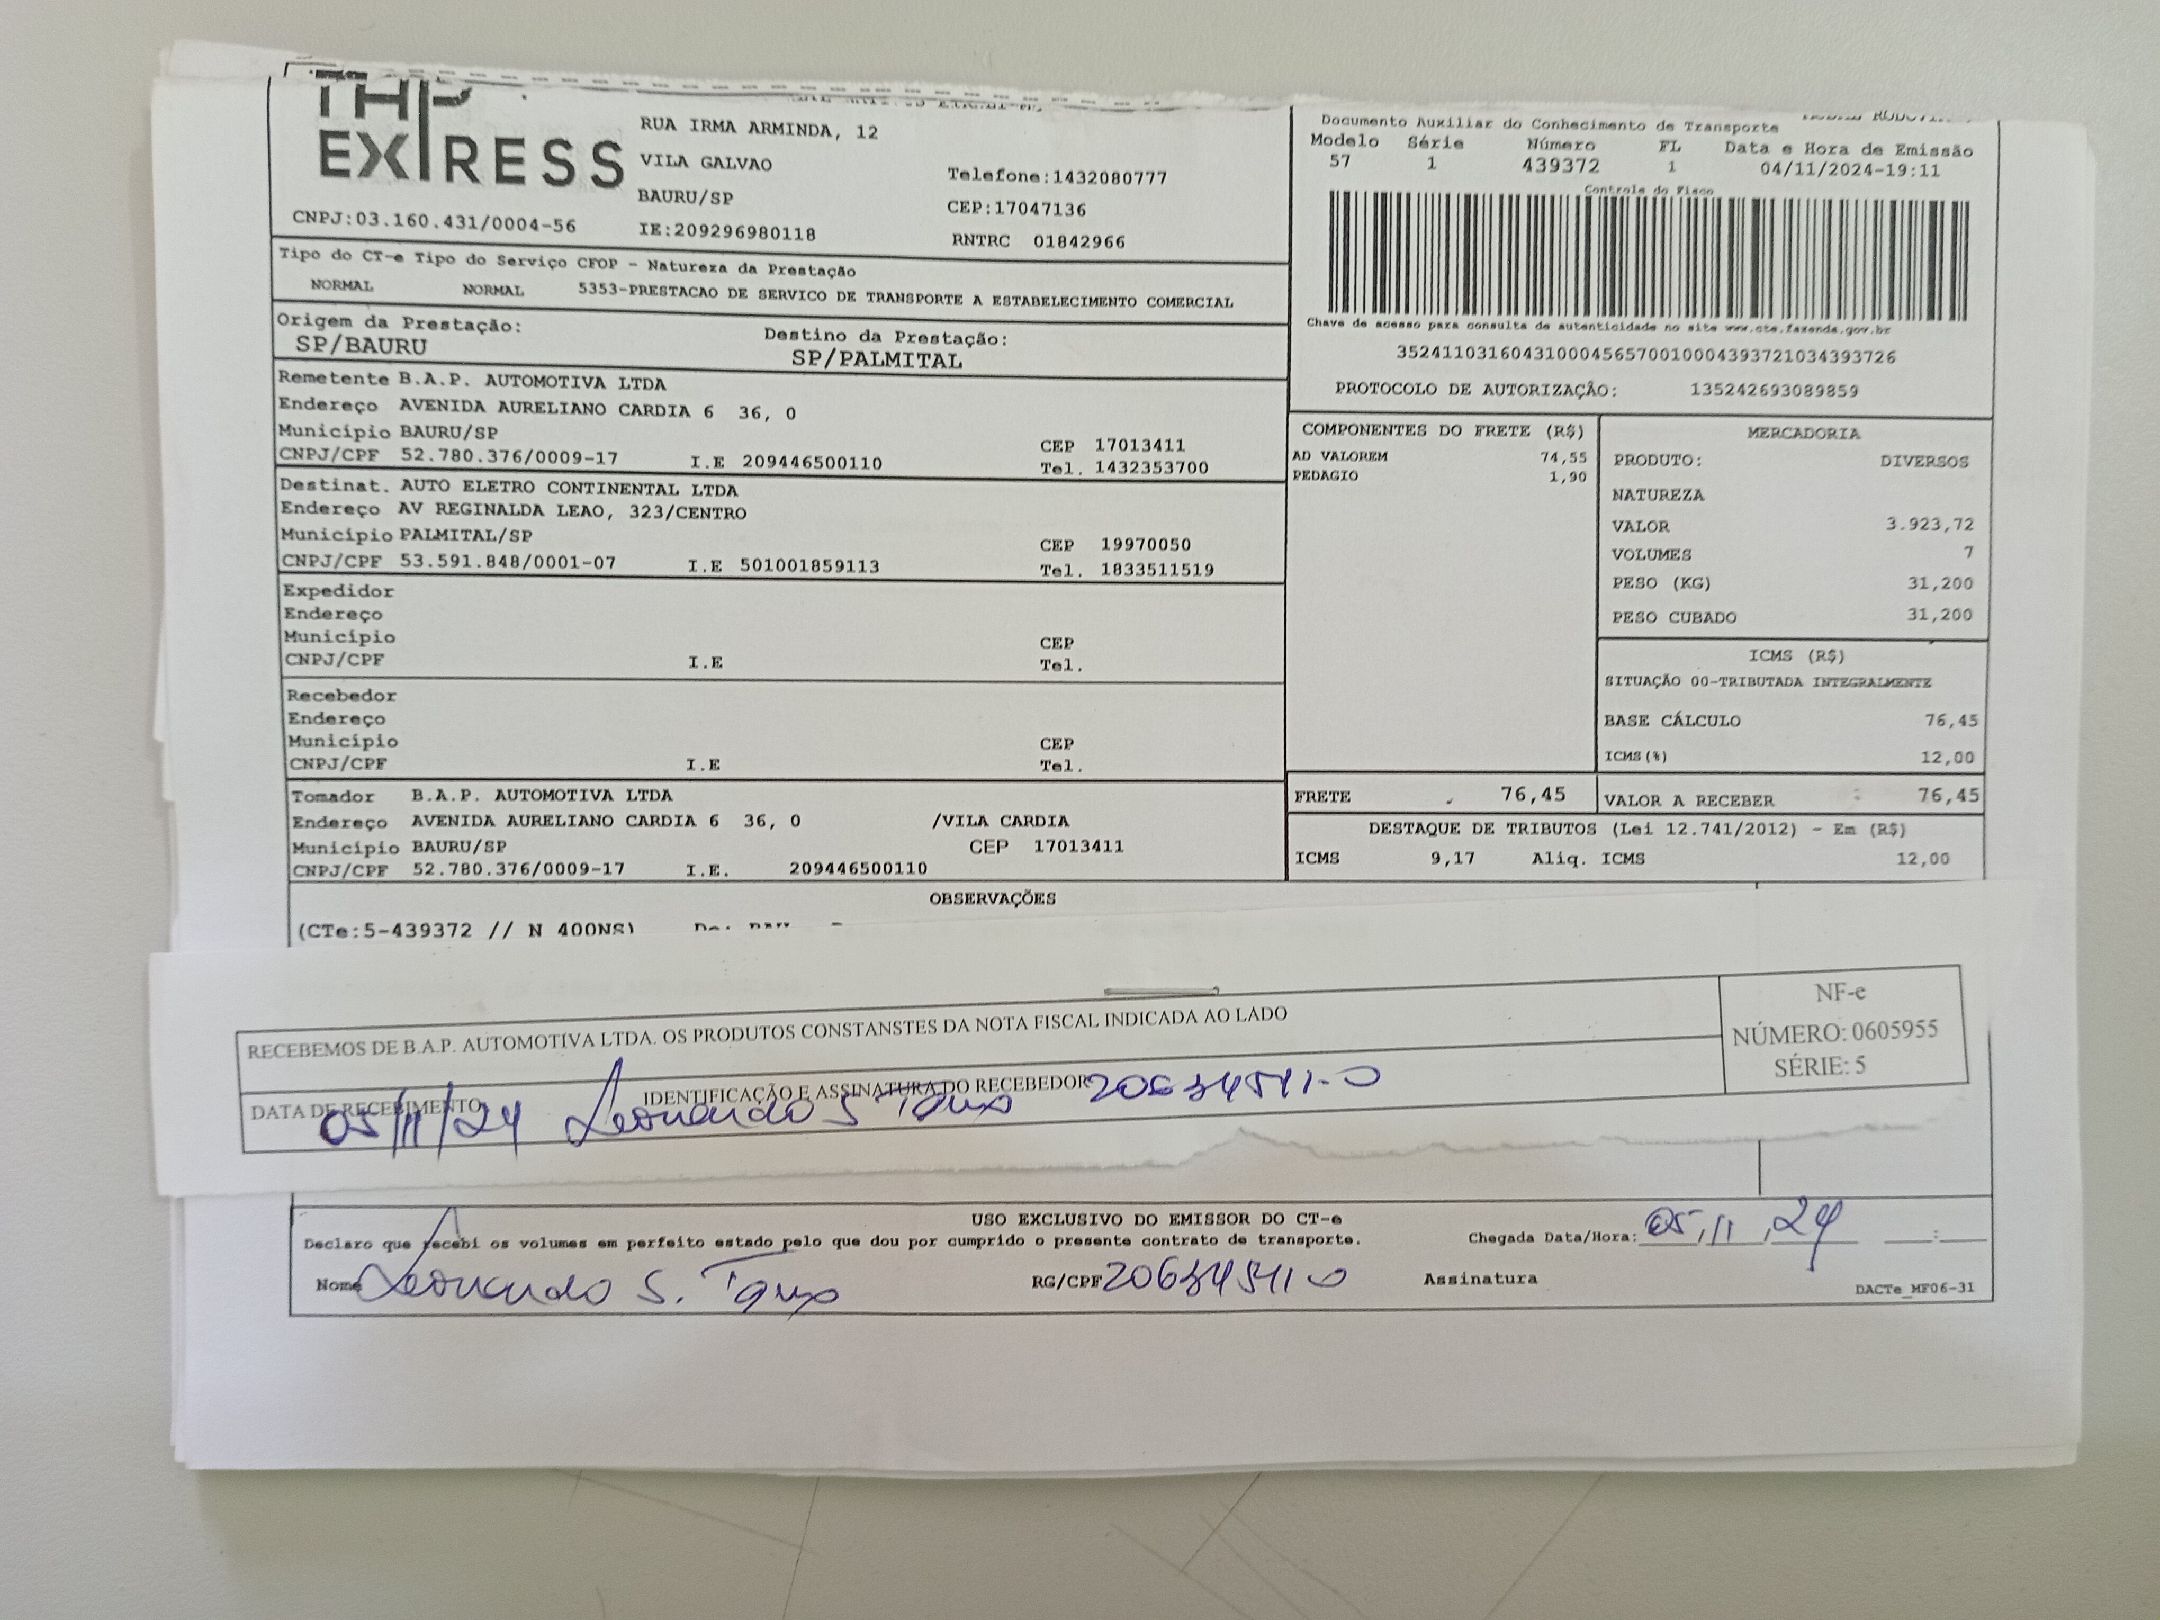 THP
EXPRESS
RUA IRMA ARMINDA, 12
VILA GALVAO
BAURU/SP
CNPJ:03.160.431/0004-56
IE:209296980118
Telefone:1432080777
CEP:17047136
RNTRC 01842966
Documento Auxiliar do Conhecimento de Transporte
Modelo Série Número FL Data e Hora de Emissão
57 1 439372 1 04/11/2024-19:11
Controle do Fisco
Chave de acesso para consulta de autenticidade no site www.cte.fazenda.gov.br
35241103160431000456570010004393721034393726
PROTOCOLO DE AUTORIZAÇÃO: 135242693089859
Tipo do CT-e Tipo do Serviço CFOP - Natureza da Prestação
NORMAL NORMAL 5353-PRESTACAO DE SERVICO DE TRANSPORTE A ESTABELECIMENTO COMERCIAL
Origem da Prestação: Destino da Prestação:
SP/BAURU SP/PALMITAL
Remetente B.A.P. AUTOMOTIVA LTDA
Endereço AVENIDA AURELIANO CARDIA 6 36, 0
Município BAURU/SP CEP 17013411
CNPJ/CPF 52.780.376/0009-17 I.E 209446500110 Tel. 1432353700
Destinat. AUTO ELETRO CONTINENTAL LTDA
Endereço AV REGINALDA LEAO, 323/CENTRO
Município PALMITAL/SP CEP 19970050
CNPJ/CPF 53.591.848/0001-07 I.E 501001859113 Tel. 1833511519
Expedidor
Endereço
Município CEP
CNPJ/CPF I.E Tel.
Recebedor
Endereço
Município CEP
CNPJ/CPF I.E Tel.
Tomador B.A.P. AUTOMOTIVA LTDA
Endereço AVENIDA AURELIANO CARDIA 6 36, 0 /VILA CARDIA
Município BAURU/SP CEP 17013411
CNPJ/CPF 52.780.376/0009-17 I.E. 209446500110
COMPONENTES DO FRETE (R$)
AD VALOREM 74,55
PEDAGIO 1,90
MERCADORIA
PRODUTO: DIVERSOS
NATUREZA
VALOR 3.923,72
VOLUMES 7
PESO (KG) 31,200
PESO CUBADO 31,200
ICMS (R$)
SITUAÇÃO 00-TRIBUTADA INTEGRALMENTE
BASE CÁLCULO 76,45
ICMS(%) 12,00
FRETE 76,45 VALOR A RECEBER 76,45
DESTAQUE DE TRIBUTOS (Lei 12.741/2012) - Em (R$)
ICMS 9,17 Aliq. ICMS 12,00
OBSERVAÇÕES
(CTe:5-439372 // N 400NS)
RECEBEMOS DE B.A.P. AUTOMOTIVA LTDA. OS PRODUTOS CONSTANSTES DA NOTA FISCAL INDICADA AO LADO
NF-e
NÚMERO: 0605955
SÉRIE: 5
DATA DE RECEBIMENTO IDENTIFICAÇÃO E ASSINATURA DO RECEBEDOR
05/11/24 Leonardo S
USO EXCLUSIVO DO EMISSOR DO CT-e
Declaro que recebi os volumes em perfeito estado pelo que dou por cumprido o presente contrato de transporte. Chegada Data/Hora: 05,11,24 :
Nome Leonardo S. RG/CPF Assinatura
DACTe_MF06-31